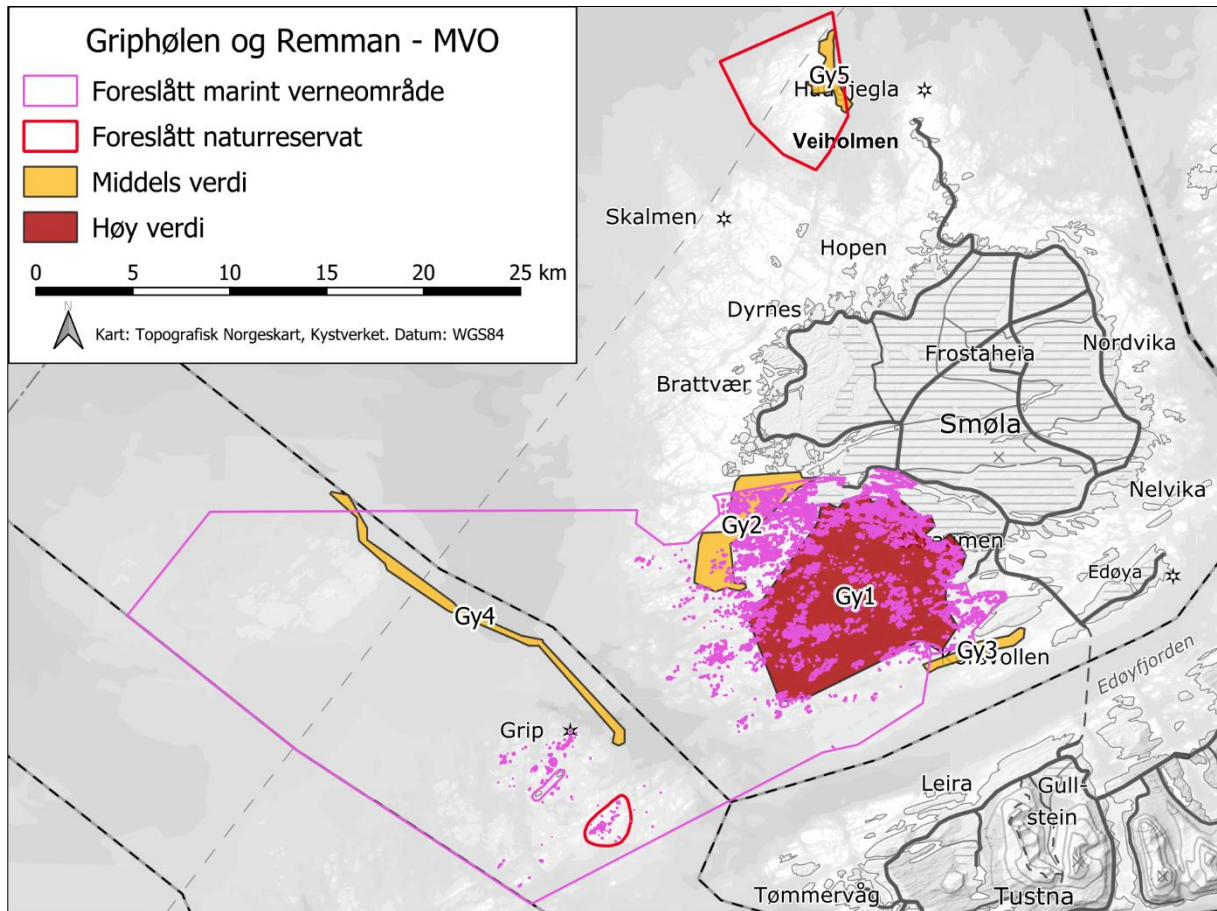 Griphølen og Remman - MVO
Foreslått marint verneområde
Foreslått naturreservat
Middels verdi
Høy verdi
0 5 10 15 20 25 km
N
Kart: Topografisk Norgeskart, Kystverket. Datum: WGS84
Gy5
Veiholmen
Skalmen
Hopen
Dyrnes
Nordvika
Frostaheia
Brattvær
Smøla
Nelvika
Gy2
Edøya
Gy1
Gy4
Gy3
Edøyfjorden
Grip
Leira
Gull-
stein
Tømmervåg
Tustna